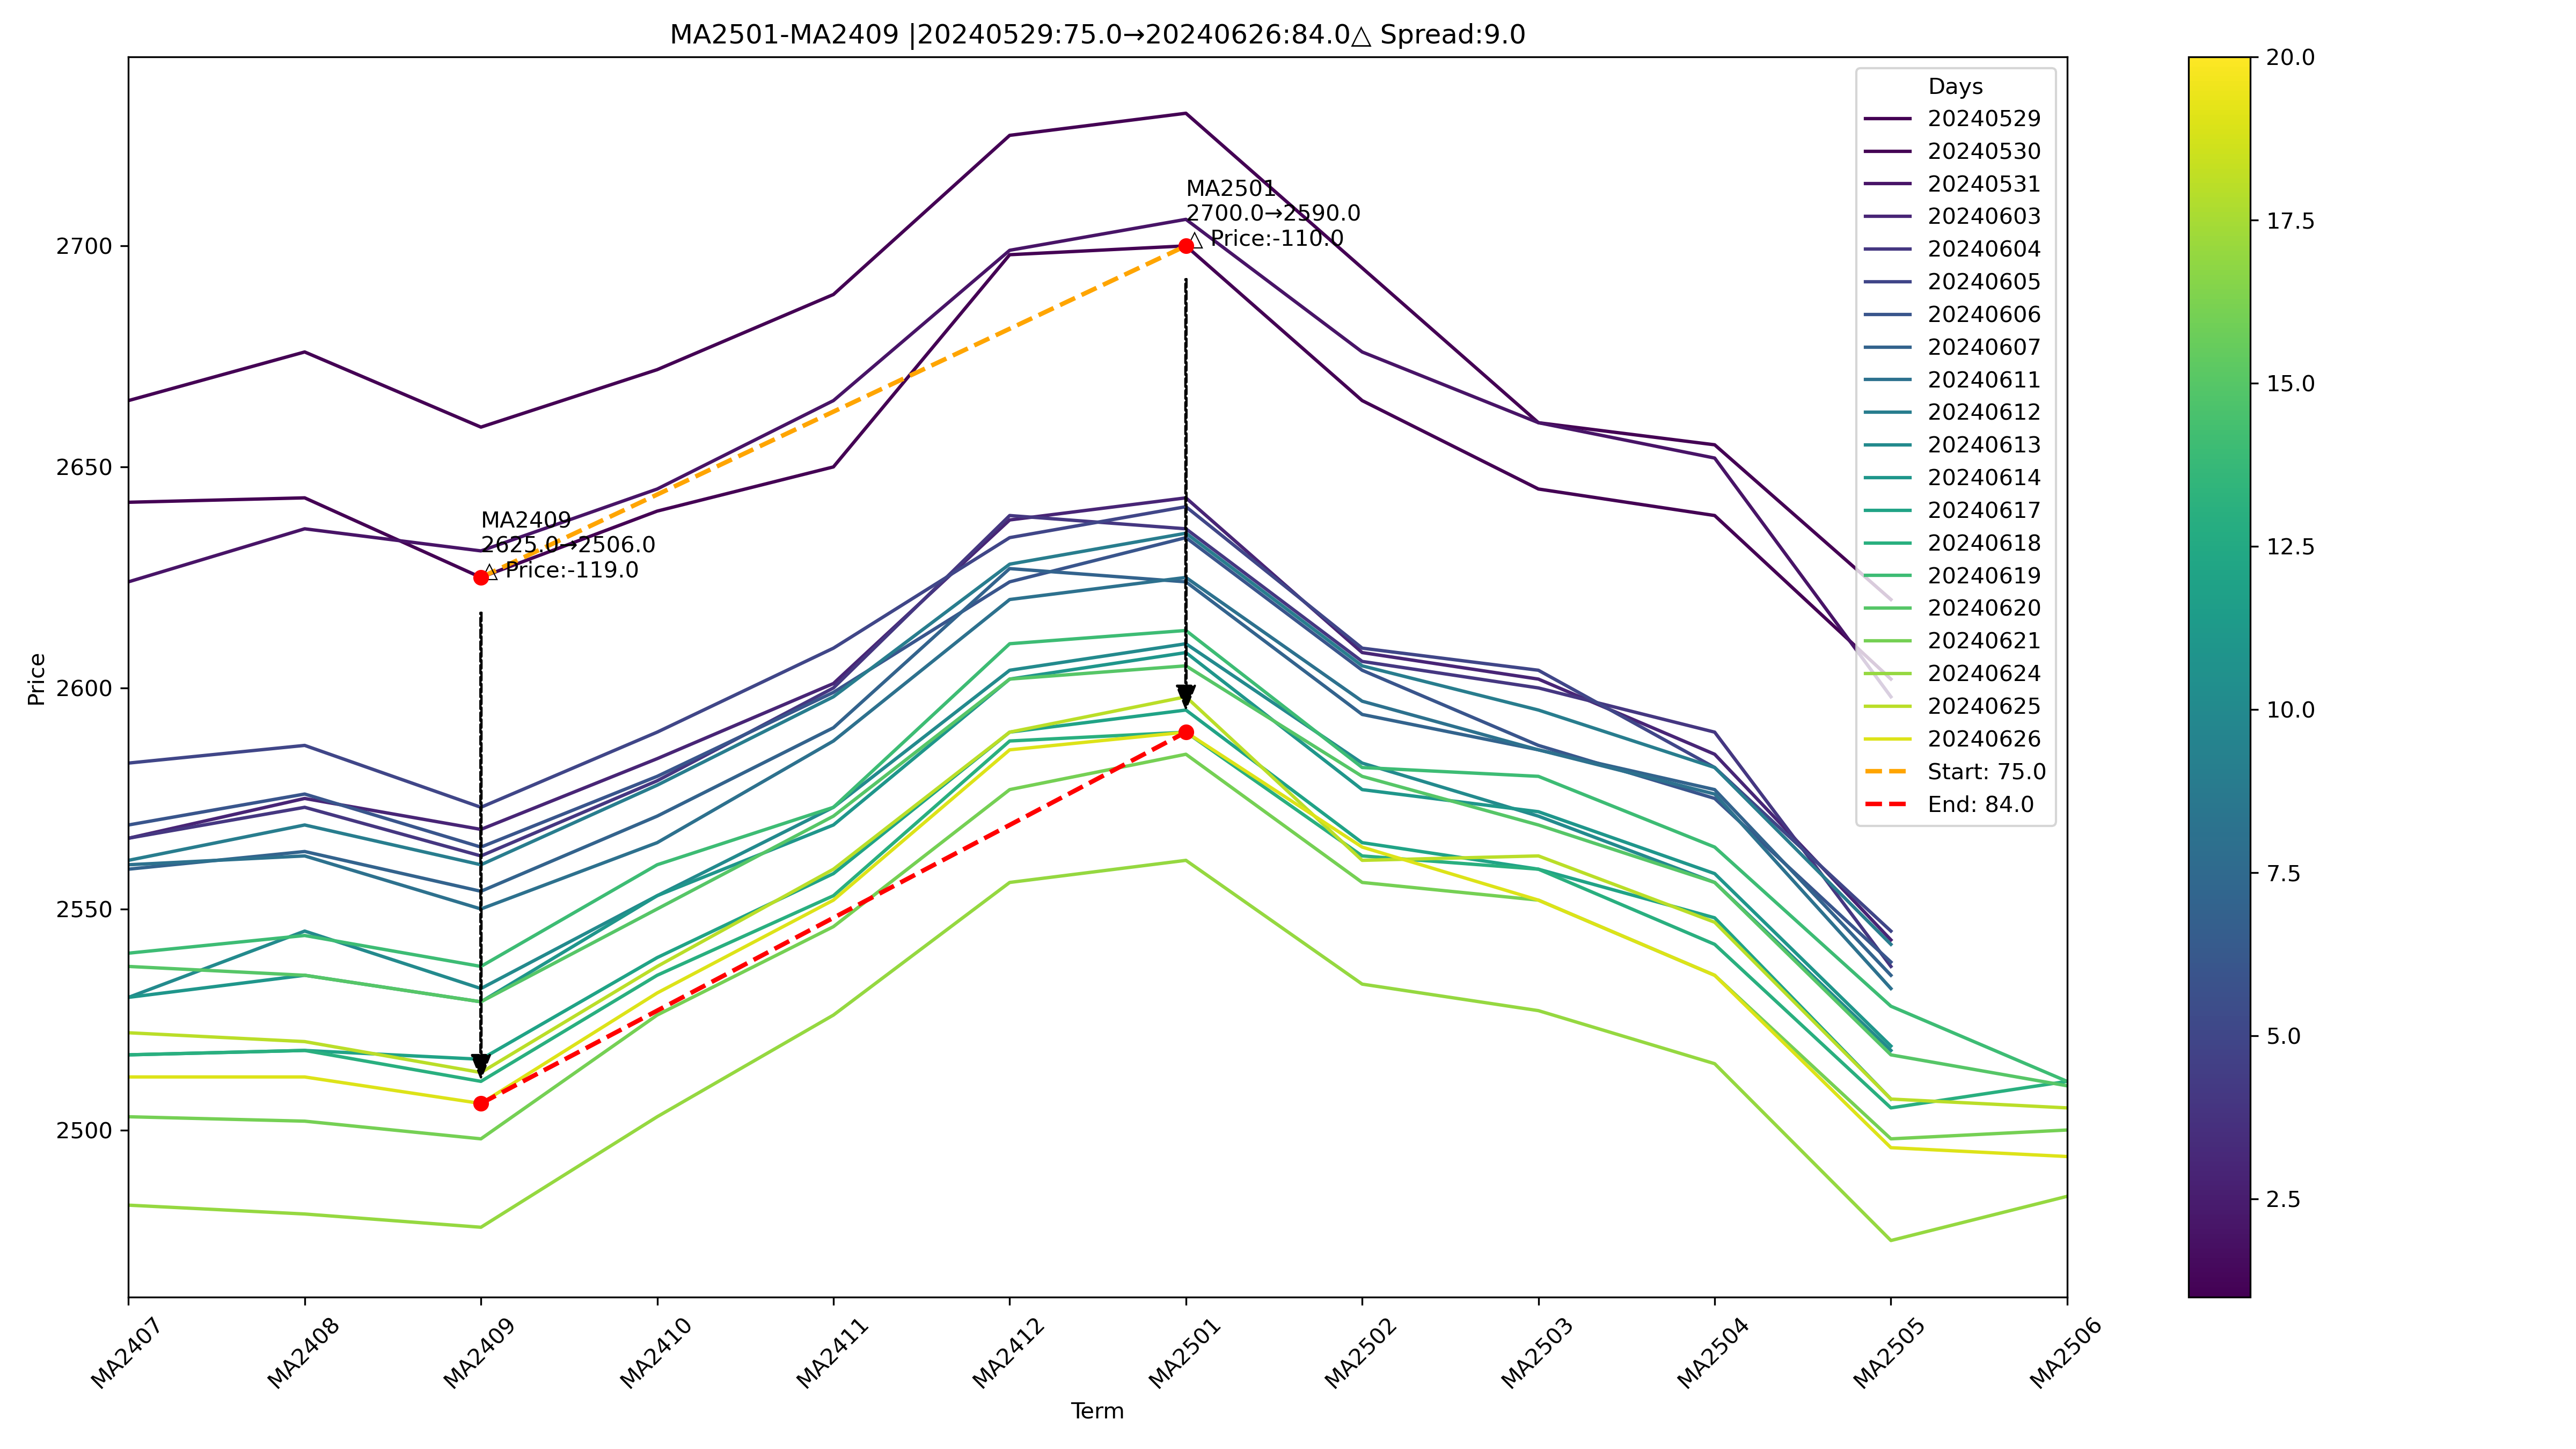 MA2501-MA2409 |20240529:75.0→20240626:84.0△ Spread:9.0
Price
2700
2650
2600
2550
2500
MA2409
2625.0→2506.0
△ Price:-119.0
MA2501
2700.0→2590.0
△ Price:-110.0
Days
20240529
20240530
20240531
20240603
20240604
20240605
20240606
20240607
20240611
20240612
20240613
20240614
20240617
20240618
20240619
20240620
20240621
20240624
20240625
20240626
Start: 75.0
End: 84.0
20.0
17.5
15.0
12.5
10.0
7.5
5.0
2.5
MA2407
MA2408
MA2409
MA2410
MA2411
MA2412
MA2501
MA2502
MA2503
MA2504
MA2505
MA2506
Term